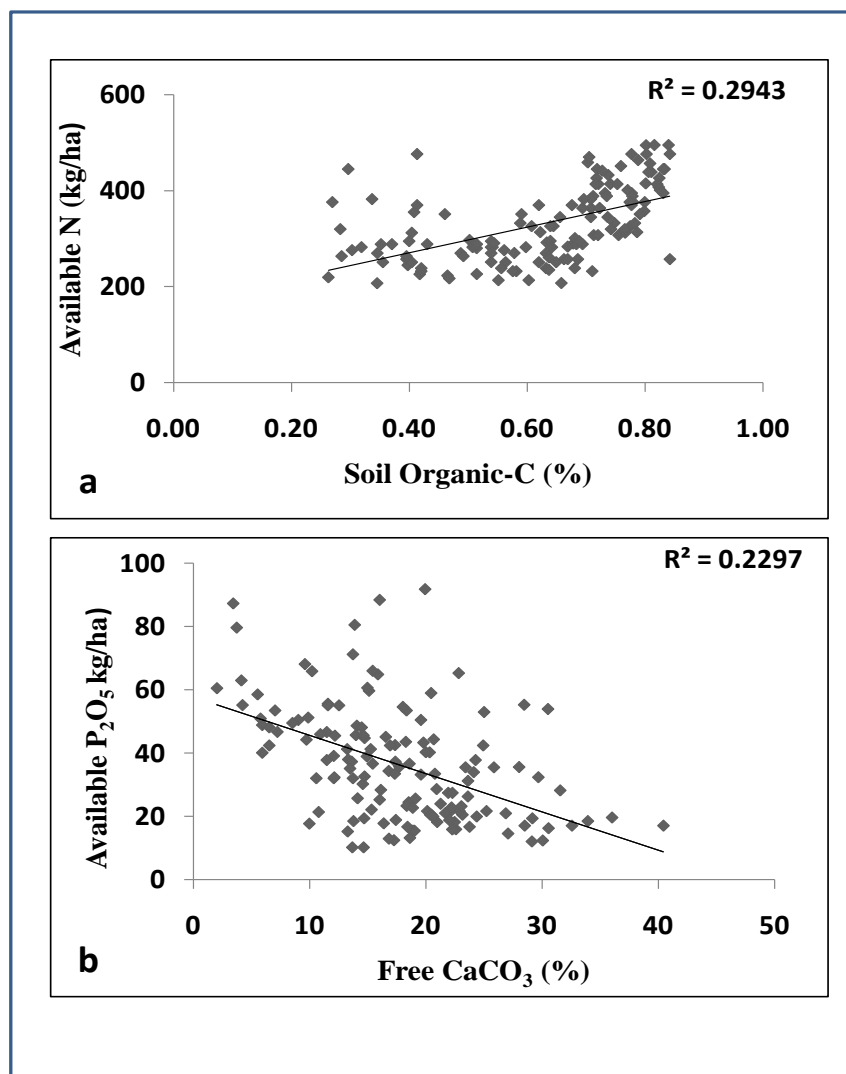 R² = 0.2943
600
400
200
0
Available N (kg/ha)
0.00 0.20 0.40 0.60 0.80 1.00
Soil Organic-C (%)
a
R² = 0.2297
100
80
60
40
20
0
Available P₂O₅ kg/ha)
0 10 20 30 40 50
Free CaCO₃ (%)
b